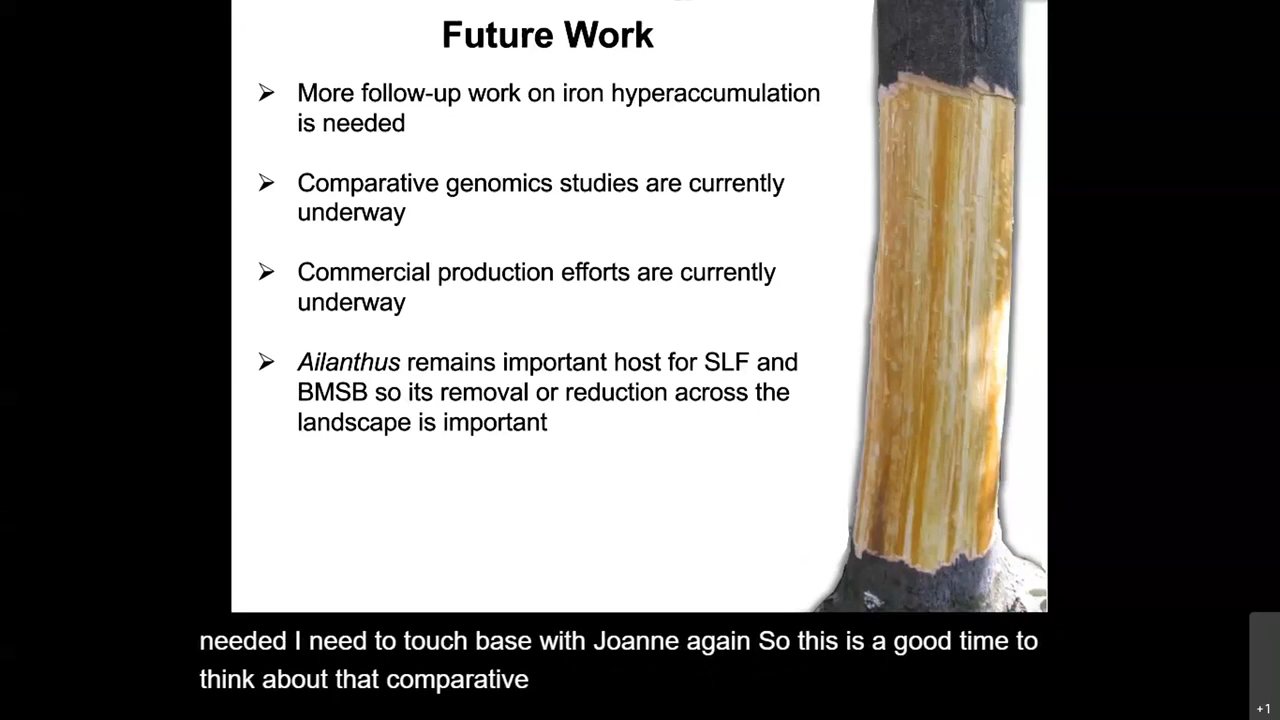 Future Work
➢ More follow-up work on iron hyperaccumulation
is needed
➢ Comparative genomics studies are currently
underway
➢ Commercial production efforts are currently
underway
➢ Ailanthus remains important host for SLF and
BMSB so its removal or reduction across the
landscape is important
needed I need to touch base with Joanne again So this is a good time to
think about that comparative
+1